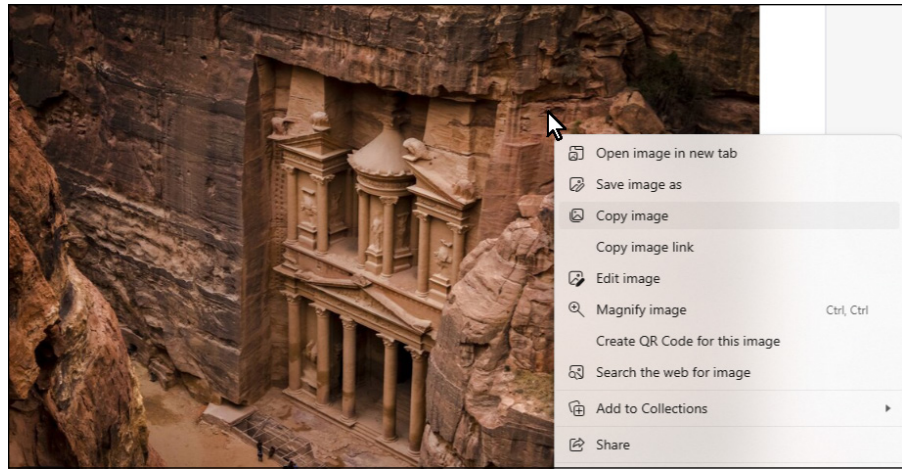 Open image in new tab
Save image as
Copy image
Copy image link
Edit image
Magnify image Ctrl, Ctrl
Create QR Code for this image
Search the web for image
Add to Collections
Share